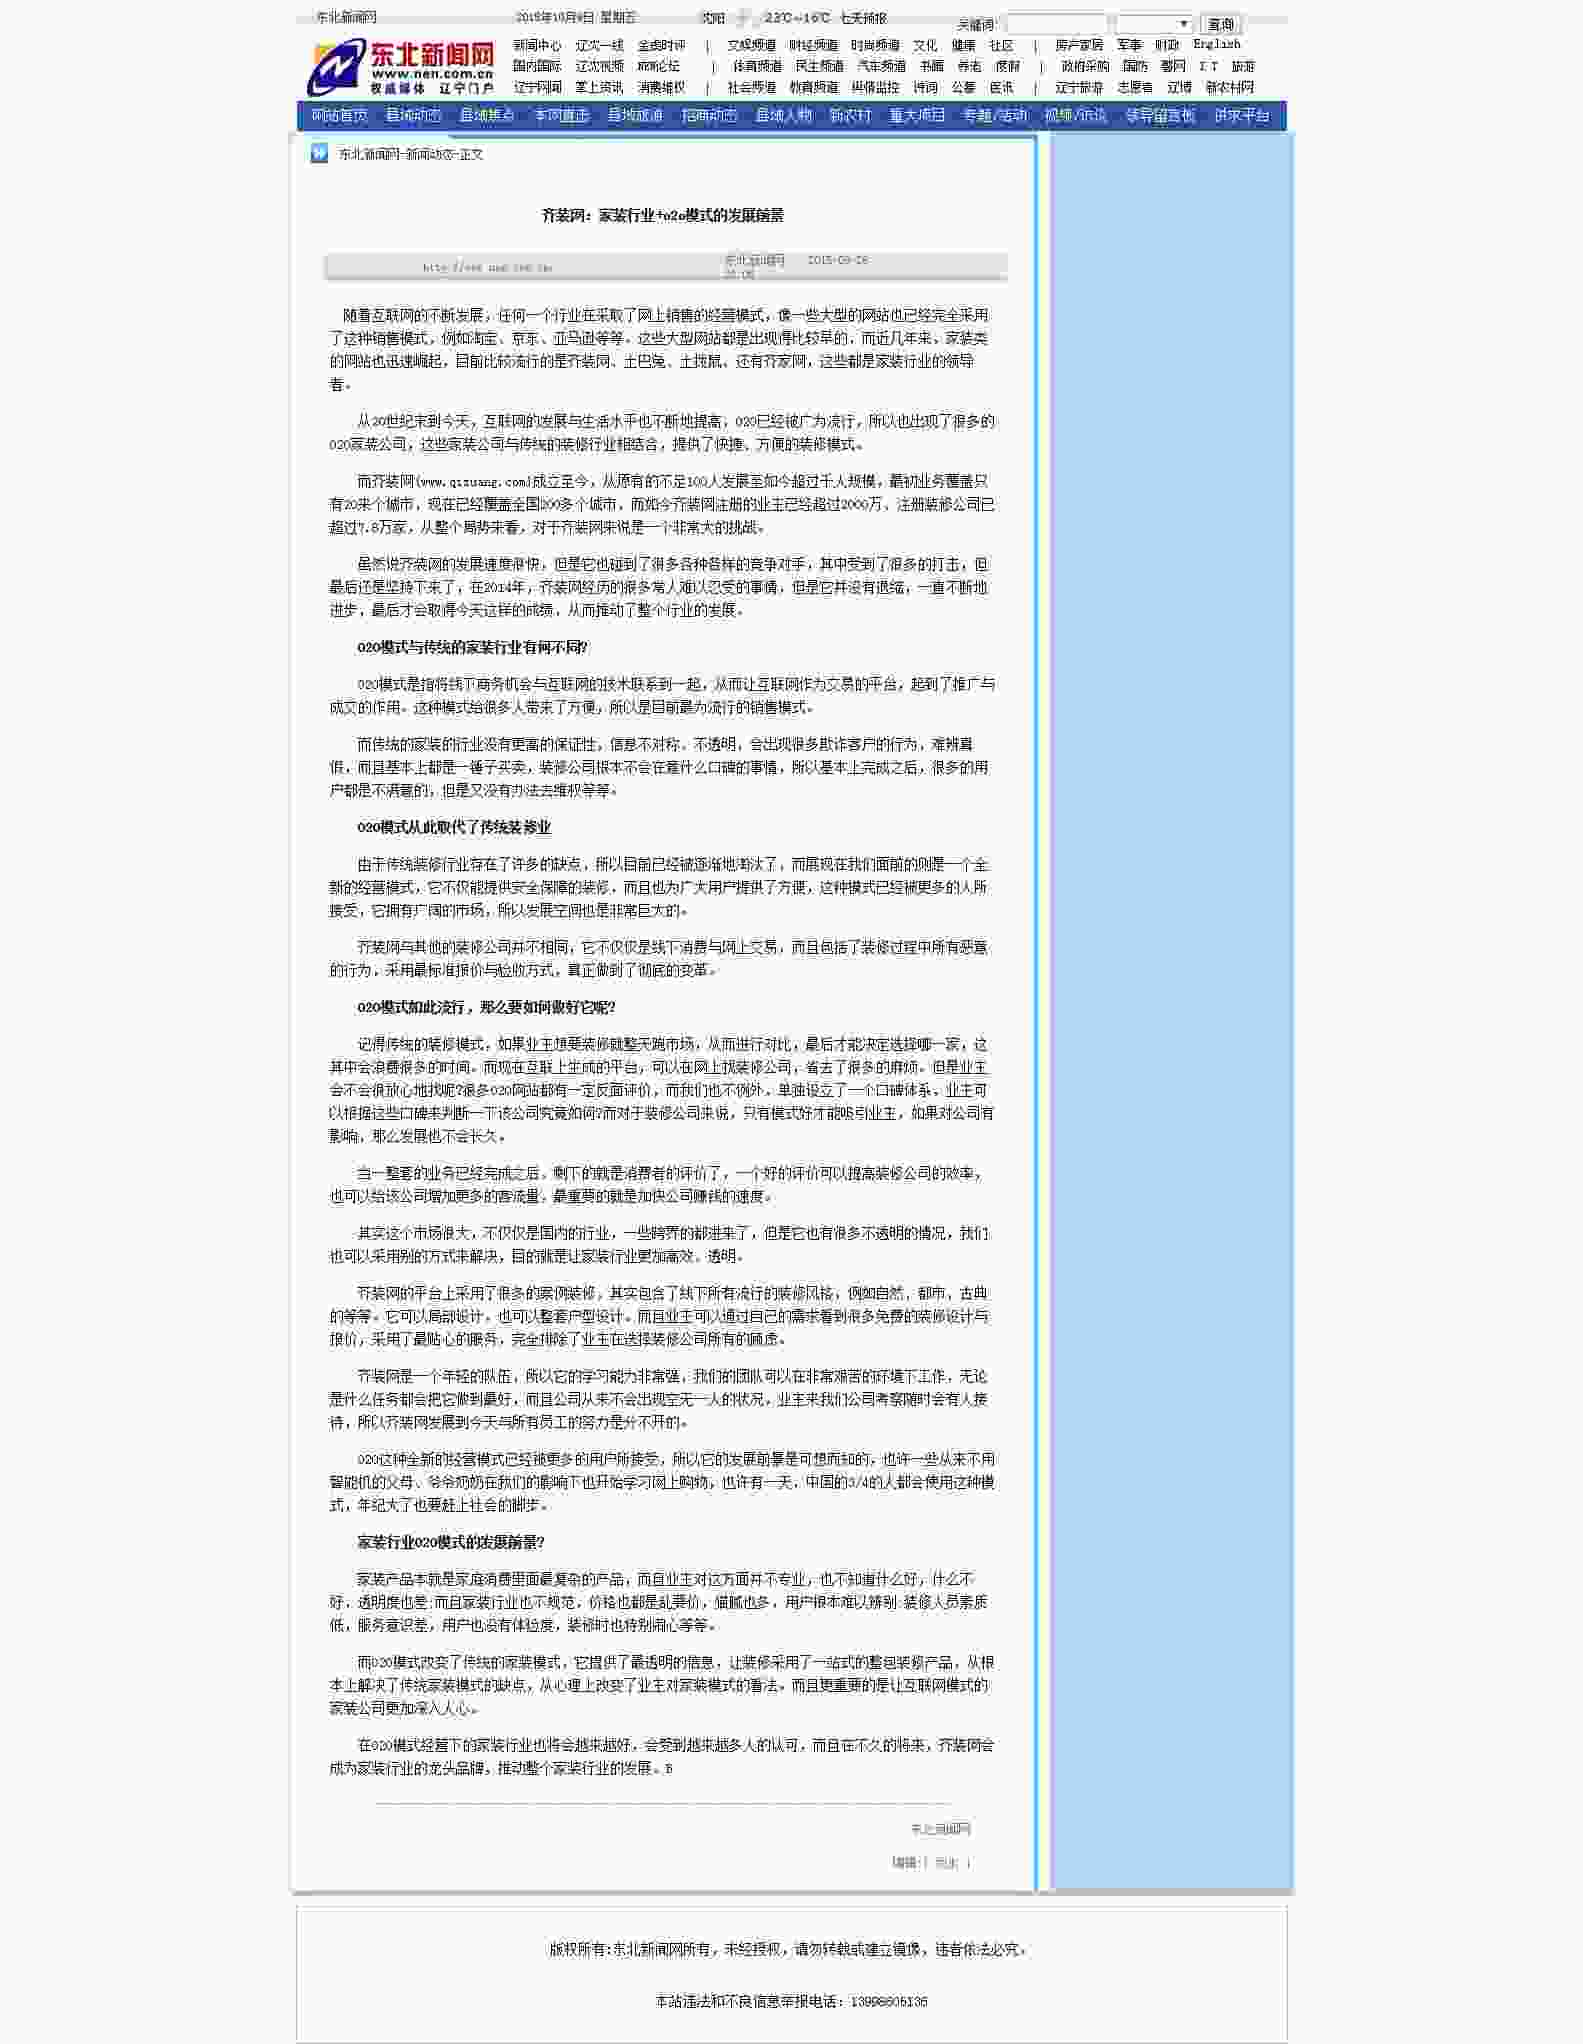 东北新闻网 2015年10月9日 星期五 沈阳 23℃~16℃ 七天预报 关键词: 查询
东北新闻网
www.nen.com.cn
权威媒体 辽宁门户
新闻中心 辽沈一线 金桌时评 | 文娱频道 财经频道 时尚频道 文化 健康 社区 | 房产家居 军事 财政 English
国内国际 辽沈视频 论坛 | 体育频道 民生频道 汽车频道 书画 养老 度假 | 政府采购 国防 警网 I T 旅游
辽宁网闻 掌上资讯 消费维权 | 社会频道 教育频道 舆情监控 诗词 公墓 医讯 | 辽宁旅游 志愿者 辽博 新农村网
网站首页 县域动态 县域热点 本网直击 县域旅游 招商动态 县域人物 新农村 重大项目 专题/活动 视频/访谈 领导留言板 供求平台
东北新闻网-新闻动态-正文
齐装网：家装行业+o2o模式的发展前景
东北新闻网 2015-09-28
随着互联网的不断发展，任何一个行业在采取了网上销售的经营模式，像一些大型的网站也已经完全采用
了这种销售模式，例如淘宝、京东、亚马逊等等，这些大型网站都是出现得比较早的，而近几年来，家装类
的网站也迅速崛起，目前比较流行的是齐装网、土巴兔、土拨鼠、还有齐家网，这些都是家装行业的领导
者。
从20世纪末到今天，互联网的发展与生活水平也不断地提高，O2O已经被广为流行，所以也出现了很多的
O2O家装公司，这些家装公司与传统的装修行业相结合，提供了快捷、方便的装修模式。
而齐装网(www.qizuang.com)成立至今，从原有的不足100人发展至如今超过千人规模，最初业务覆盖只
有20来个城市，现在已经覆盖全国200多个城市，而如今齐装网注册的业主已经超过2000万，注册装修公司已
超过7.8万家，从整个局势来看，对于齐装网来说是一个非常大的挑战。
虽然说齐装网的发展速度很快，但是它也碰到了很多各种各样的竞争对手，其中受到了很多的打击，但
最后还是坚持下来了，在2014年，齐装网经历的很多常人难以忍受的事情，但是它并没有退缩，一直不断地
进步，最后才会取得今天这样的成绩，从而推动了整个行业的发展。
O2O模式与传统的家装行业有何不同?
O2O模式是指将线下商务机会与互联网的技术联系到一起，从而让互联网作为交易的平台，起到了推广与
成交的作用。这种模式给很多人带来了方便，所以是目前最为流行的销售模式。
而传统的家装的行业没有更高的保证性，信息不对称，不透明，会出现很多欺诈客户的行为，难辨真
假，而且基本上都是一锤子买卖，装修公司根本不会在意什么口碑的事情，所以基本上完成之后，很多的用
户都是不满意的，但是又没有办法去维权等等。
O2O模式从此取代了传统装修业
由于传统装修行业存在了许多的缺点，所以目前已经被逐渐地淘汰了，而展现在我们面前的则是一个全
新的经营模式，它不仅能提供安全保障的装修，而且也为广大用户提供了方便，这种模式已经被更多的人所
接受，它拥有广阔的市场，所以发展空间也是非常巨大的。
齐装网与其他的装修公司并不相同，它不仅仅是线下消费与网上交易，而且包括了装修过程中所有恶意
的行为，采用最标准报价与验收方式，真正做到了彻底的变革。
O2O模式如此流行，那么要如何做好它呢?
记得传统的装修模式，如果业主想要装修就整天跑市场，从而进行对比，最后才能决定选择哪一家，这
其中会浪费很多的时间。而现在互联上生成的平台，可以在网上找装修公司，省去了很多的麻烦。但是业主
会不会很放心地找呢?很多O2O网站都有一定反面评价，而我们也不例外，单独设立了一个口碑体系，业主可
以根据这些口碑来判断一下该公司究竟如何?而对于装修公司来说，只有模式好才能吸引业主，如果对公司有
影响，那么发展也不会长久。
当一整套的业务已经完成之后，剩下的就是消费者的评价了，一个好的评价可以提高装修公司的效率，
也可以给该公司增加更多的客流量，最重要的就是加快公司赚钱的速度。
其实这个市场很大，不仅仅是国内的行业，一些跨界的都进来了，但是它也有很多不透明的情况，我们
也可以采用别的方式来解决，目的就是让家装行业更加高效、透明。
齐装网的平台上采用了很多的案例装修，其实包含了线下所有流行的装修风格，例如自然，都市，古典
的等等。它可以局部设计，也可以整套户型设计。而且业主可以通过自己的需求看到很多免费的装修设计与
报价，采用了最贴心的服务，完全排除了业主在选择装修公司所有的顾虑。
齐装网是一个年轻的队伍，所以它的学习能力非常强，我们的团队可以在非常艰苦的环境下工作，无论
是什么任务都会把它做到最好，而且公司从来不会出现空无一人的状况，业主来我们公司考察随时会有人接
待，所以齐装网发展到今天与所有员工的努力是分不开的。
O2O这种全新的经营模式已经被更多的用户所接受，所以它的发展前景是可想而知的，也许一些从来不用
智能机的父母、爷爷奶奶在我们的影响下也开始学习网上购物，也许有一天，中国的3/4的人都会使用这种模
式，年纪大了也要赶上社会的脚步。
家装行业O2O模式的发展前景?
家装产品本就是家庭消费里面最复杂的产品，而且业主对这方面并不专业，也不知道什么好，什么不
好，透明度也差;而且家装行业也不规范，价格也都是乱要价，猫腻也多，用户根本难以辨别;装修人员素质
低，服务意识差，用户也没有体验度，装修时也特别闹心等等。
而O2O模式改变了传统的家装模式，它提供了最透明的信息，让装修采用了一站式的整包装修产品，从根
本上解决了传统家装模式的缺点，从心理上改变了业主对家装模式的看法。而且更重要的是让互联网模式的
家装公司更加深入人心。
在O2O模式经营下的家装行业也将会越来越好，会受到越来越多人的认可，而且在不久的将来，齐装网会
成为家装行业的龙头品牌，推动整个家装行业的发展。B
东北新闻网
版权所有:东北新闻网所有，未经授权，请勿转载或建立镜像，违者依法必究。
本站违法和不良信息举报电话：13998605135